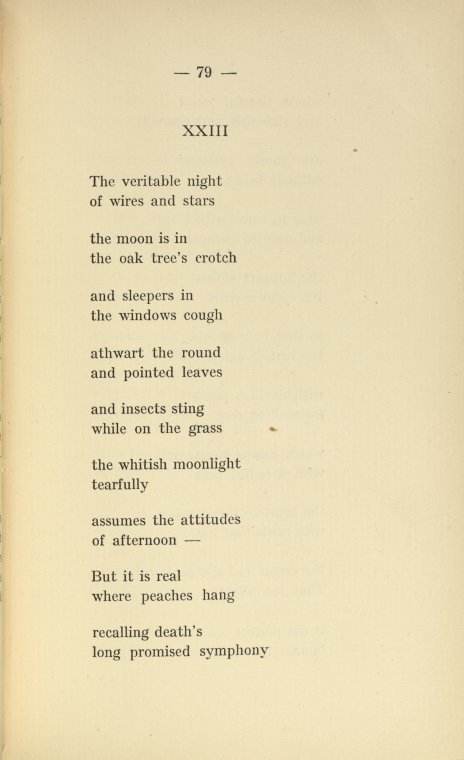 — 79 —
XXIII
The veritable night
of wires and stars
the moon is in
the oak tree's crotch
and sleepers in
the windows cough
athwart the round
and pointed leaves
and insects sting
while on the grass
the whitish moonlight
tearfully
assumes the attitudes
of afternoon —
But it is real
where peaches hang
recalling death's
long promised symphony